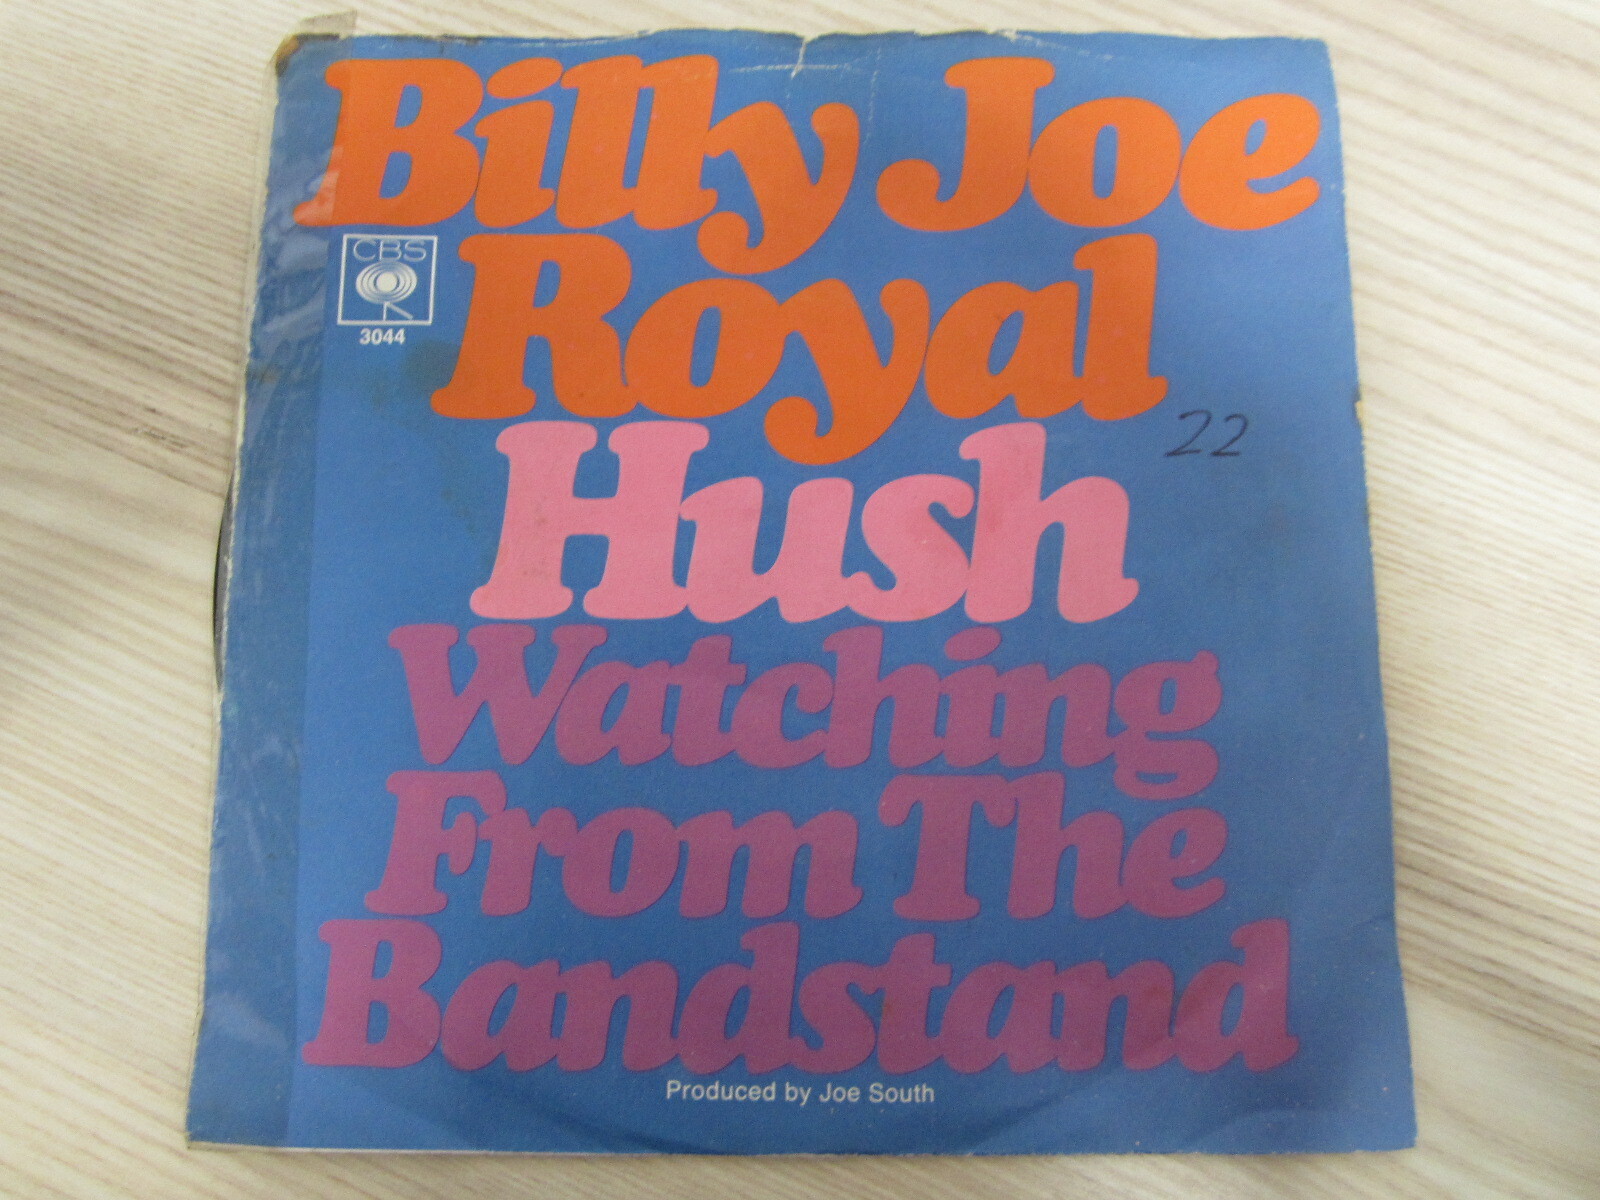 Billy Joe
Royal
CBS
3044
22
Hush
Watching
From The
Bandstand
Produced by Joe South